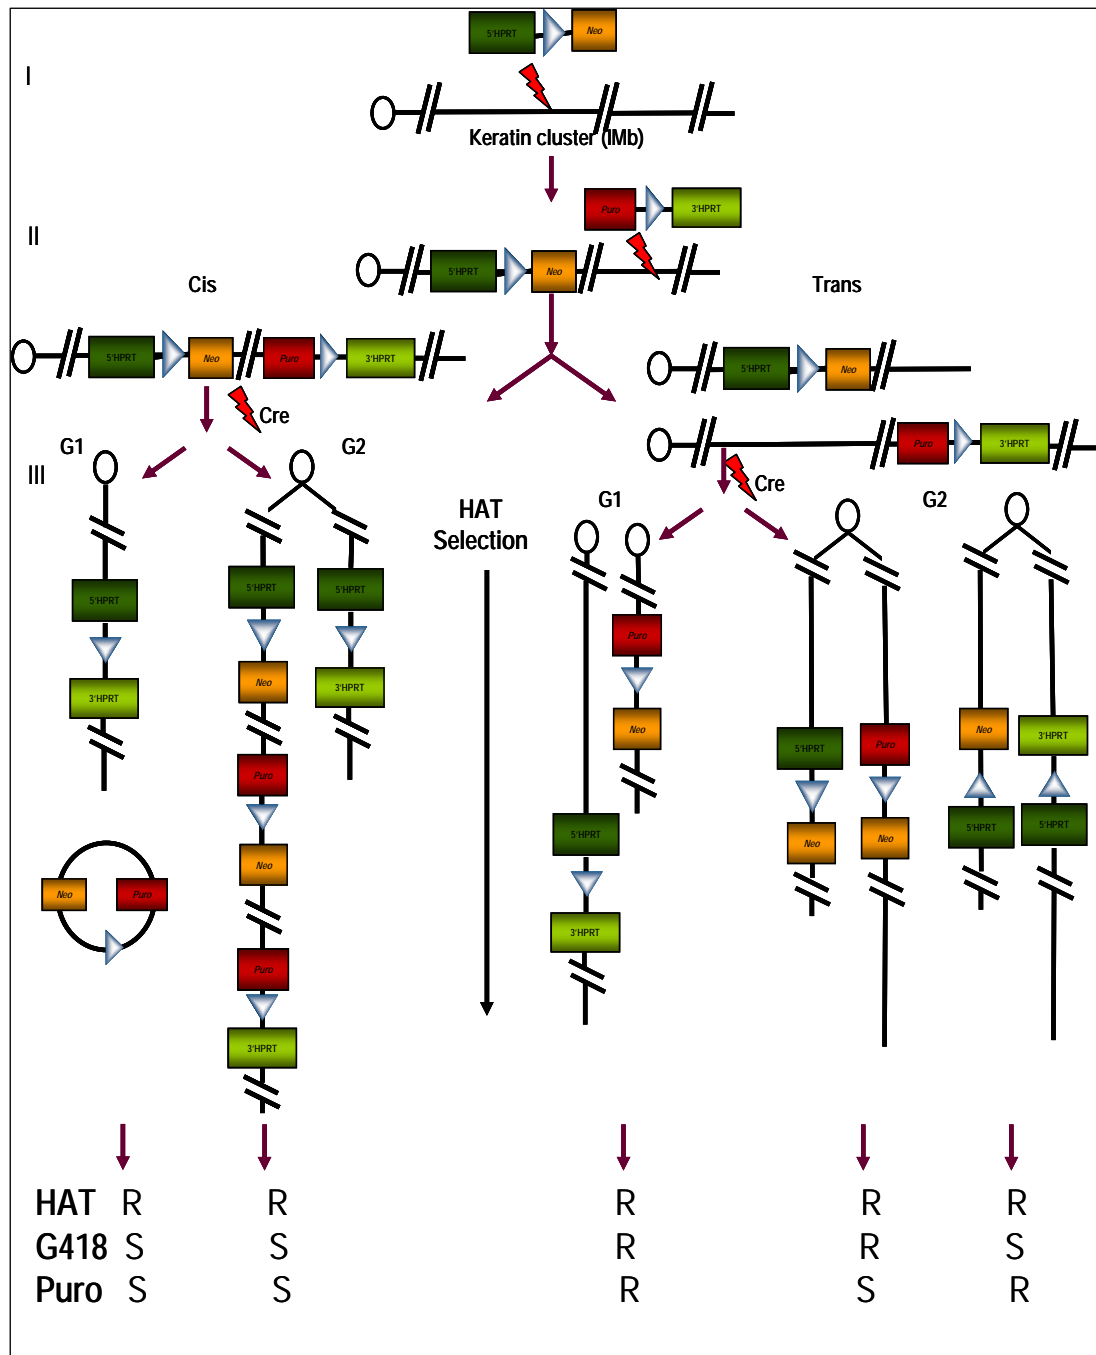 5'HPRT Neo
I
Keratin cluster (1Mb)
Puro 3'HPRT
II
5'HPRT Neo
Cis Trans
5'HPRT Neo Puro 3'HPRT
5'HPRT Neo
Cre
Puro 3'HPRT
G1 G2
III
Cre
HAT
Selection
G1 G2
5'HPRT 5'HPRT 5'HPRT
Puro
3'HPRT Neo 3'HPRT
Neo
5'HPRT Puro Neo 3'HPRT
Puro
5'HPRT Neo Neo 5'HPRT 5'HPRT
Neo
Neo Puro
3'HPRT
Puro
3'HPRT
HAT R R R R R
G418 S S R R S
Puro S S R S R